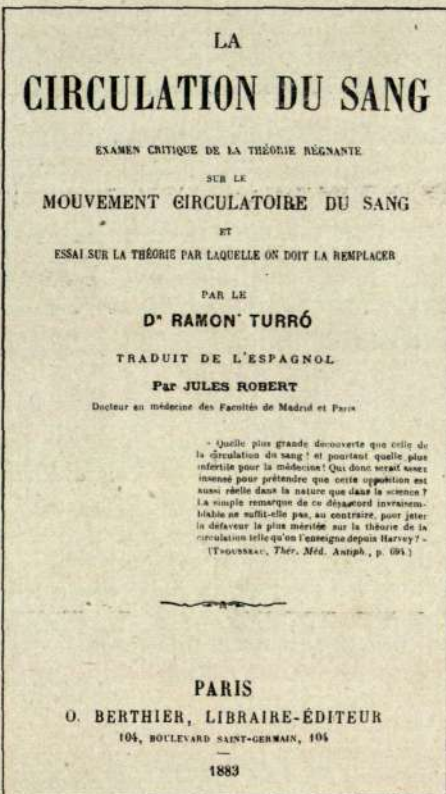 LA
CIRCULATION DU SANG
EXAMEN CRITIQUE DE LA THÉORIE RÉGNANTE
SUR LE
MOUVEMENT CIRCULATOIRE DU SANG
ET
ESSAI SUR LA THÉORIE PAR LAQUELLE ON DOIT LA REMPLACER
PAR LE
DR RAMON TURRÓ
TRADUIT DE L'ESPAGNOL
Par JULES ROBERT
Docteur en médecine des Facultés de Madrid et Paris
« Quelle plus grande découverte que celle de
la circulation du sang ! et pourtant quelle plus
infertile pour la médecine ! Qui donc serait assez
insensé pour prétendre que cette opposition est
aussi réelle dans la nature que dans la science ?
La simple remarque de ce désaccord invraisem-
blable ne suffit-elle pas, au contraire, pour jeter
la défaveur la plus méritée sur la théorie de la
circulation telle qu'on l'enseigne depuis Harvey ? »
(TROUSSEAU, Thér. Méd. Antiph., p. 694.)
PARIS
O. BERTHIER, LIBRAIRE-ÉDITEUR
104, BOULEVARD SAINT-GERMAIN, 104
1883